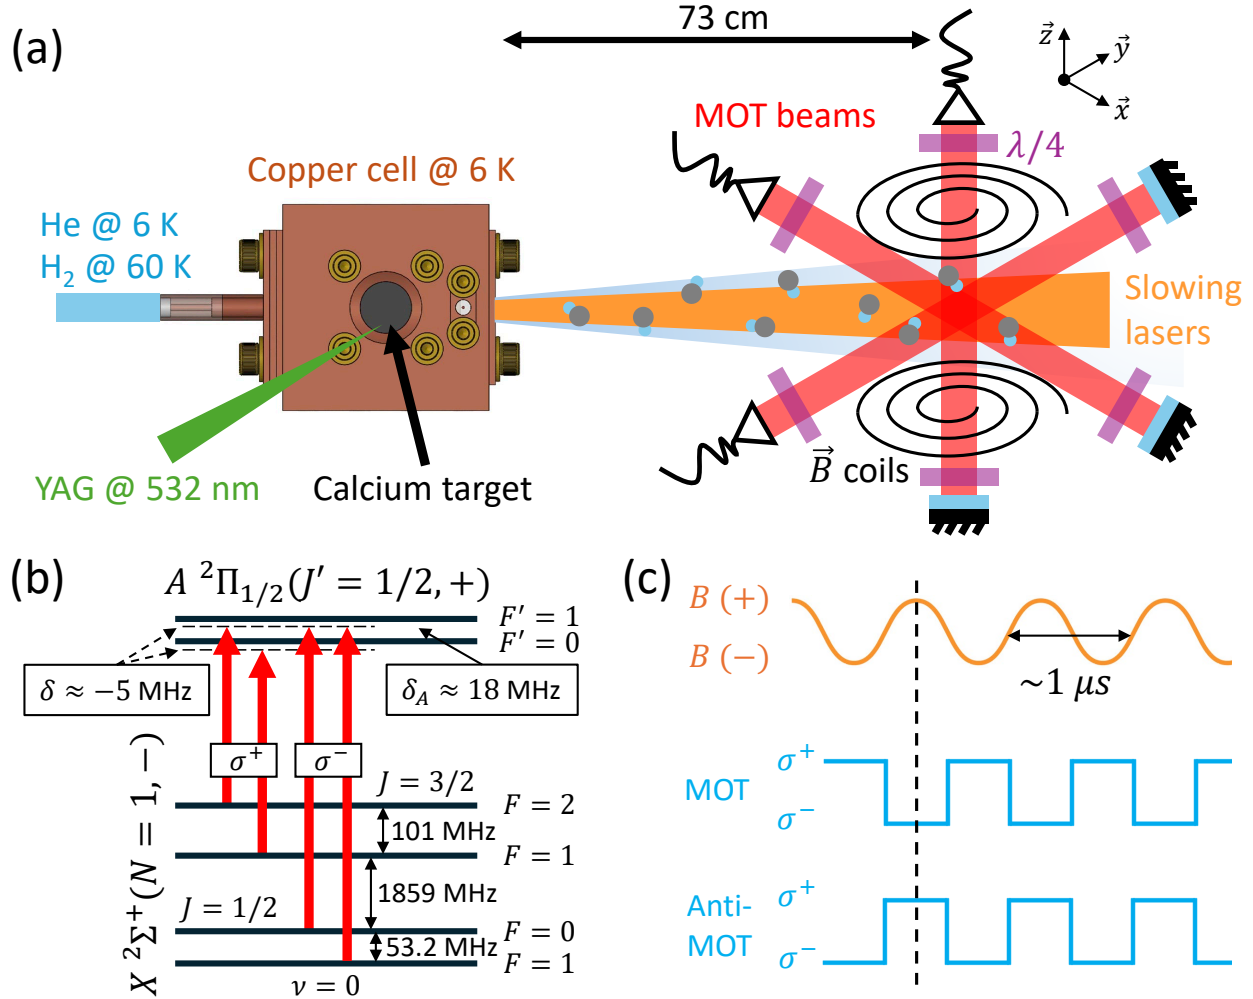 (a)
73 cm
z⃗
y⃗
x⃗
MOT beams
λ/4
Copper cell @ 6 K
He @ 6 K
H₂ @ 60 K
Slowing
lasers
YAG @ 532 nm
Calcium target
B⃗ coils
(b)
A ²Π₁/₂(J′ = 1/2, +)
F′ = 1
F′ = 0
δ ≈ −5 MHz
δ_A ≈ 18 MHz
σ⁺
σ⁻
X ²Σ⁺(N = 1, −)
J = 3/2
F = 2
101 MHz
F = 1
1859 MHz
J = 1/2
F = 0
53.2 MHz
F = 1
ν = 0
(c)
B (+)
B (−)
~1 μs
MOT
σ⁺
σ⁻
Anti-
MOT
σ⁺
σ⁻